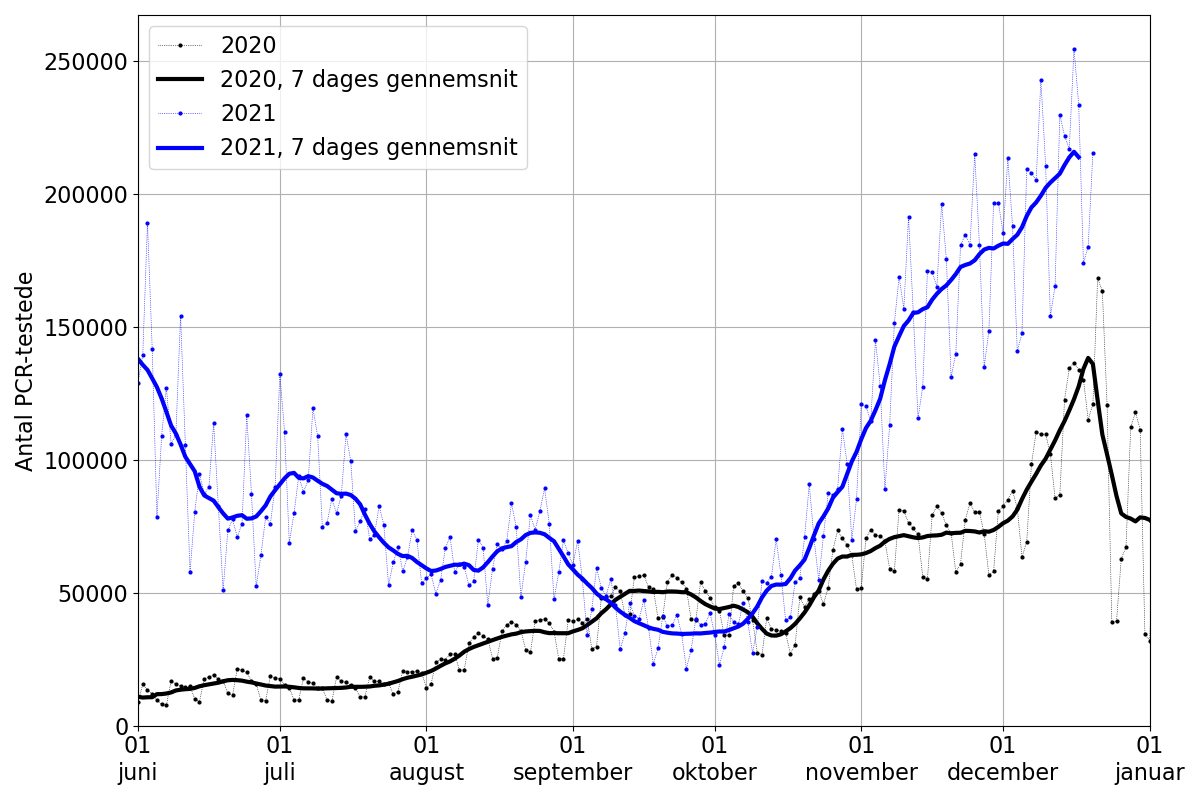 2020
2020, 7 dages gennemsnit
2021
2021, 7 dages gennemsnit
Antal PCR-testede
250000
200000
150000
100000
50000
0
01 01 01 01 01 01 01 01
juni juli august september oktober november december januar